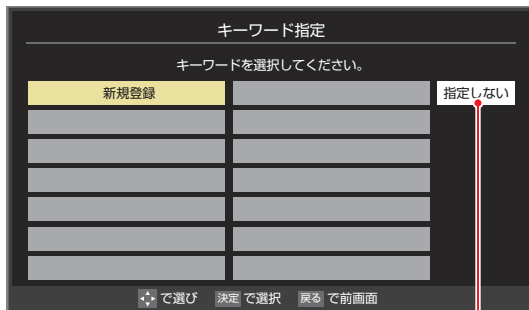 キーワード指定
キーワードを選択してください。
新規登録 指定しない
で選び 決定 で選択 戻る で前画面